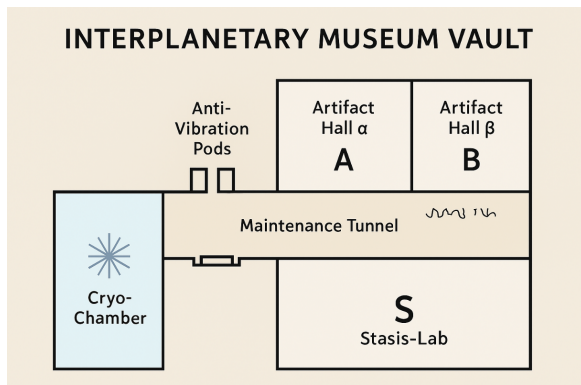 INTERPLANETARY MUSEUM VAULT
Anti-
Vibration
Pods
Artifact
Hall α
A
Artifact
Hall β
B
Maintenance Tunnel
Cryo-
Chamber
S
Stasis-Lab